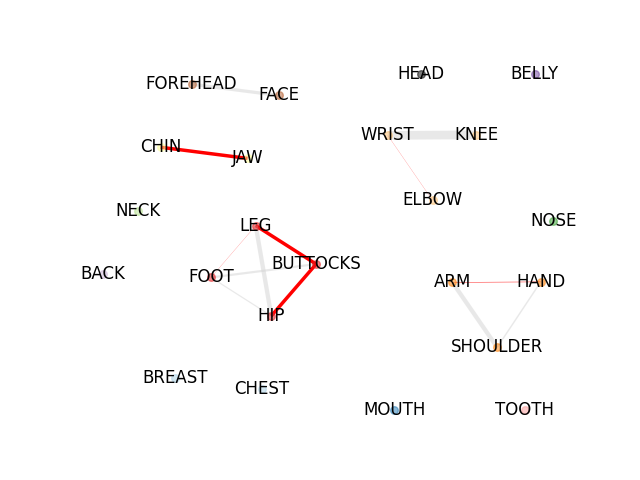 HEAD
BELLY
FOREHEAD
FACE
WRIST
KNEE
CHIN
JAW
ELBOW
NECK
NOSE
LEG
BUTTOCKS
BACK
FOOT
ARM
HAND
HIP
SHOULDER
BREAST
CHEST
MOUTH
TOOTH